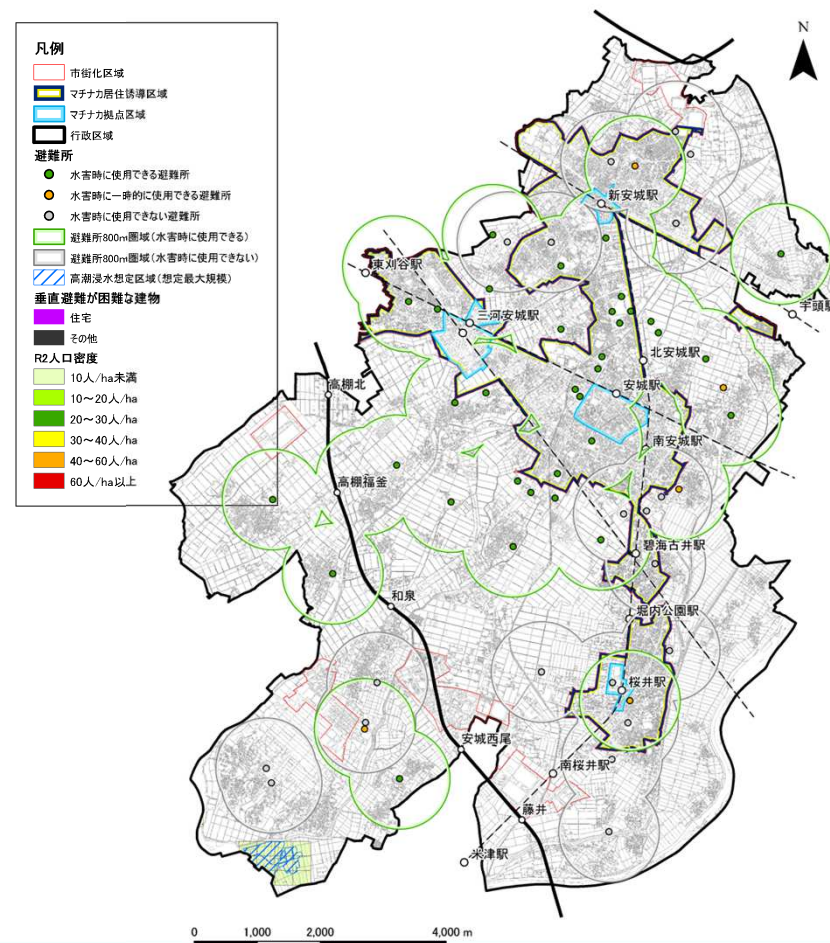 凡例
市街化区域
マチナカ居住誘導区域
マチナカ拠点区域
行政区域
避難所
水害時に使用できる避難所
水害時に一時的に使用できる避難所
水害時に使用できない避難所
避難所800m圏域(水害時に使用できる)
避難所800m圏域(水害時に使用できない)
高潮浸水想定区域(想定最大規模)
垂直避難が困難な建物
住宅
その他
R2人口密度
10人/ha未満
10~20人/ha
20~30人/ha
30~40人/ha
40~60人/ha
60人/ha以上
N
新安城駅
東刈谷駅
宇頭駅
三河安城駅
北安城駅
高棚北
安城駅
南安城駅
高棚福釜
碧海古井駅
和泉
堀内公園駅
桜井駅
安城西尾
南桜井駅
藤井
米津駅
0 1,000 2,000 4,000 m